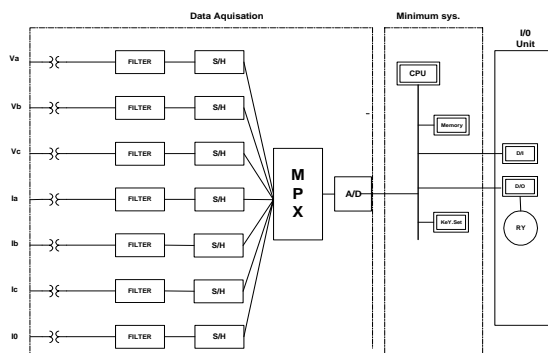 Data Aquisation
Minimum sys.
I/0
Unit
Va
FILTER
S/H
Vb
FILTER
S/H
Vc
FILTER
S/H
Ia
FILTER
S/H
Ib
FILTER
S/H
Ic
FILTER
S/H
I0
FILTER
S/H
M
P
X
A/D
CPU
Memory
KeY.Set
D/I
D/O
RY